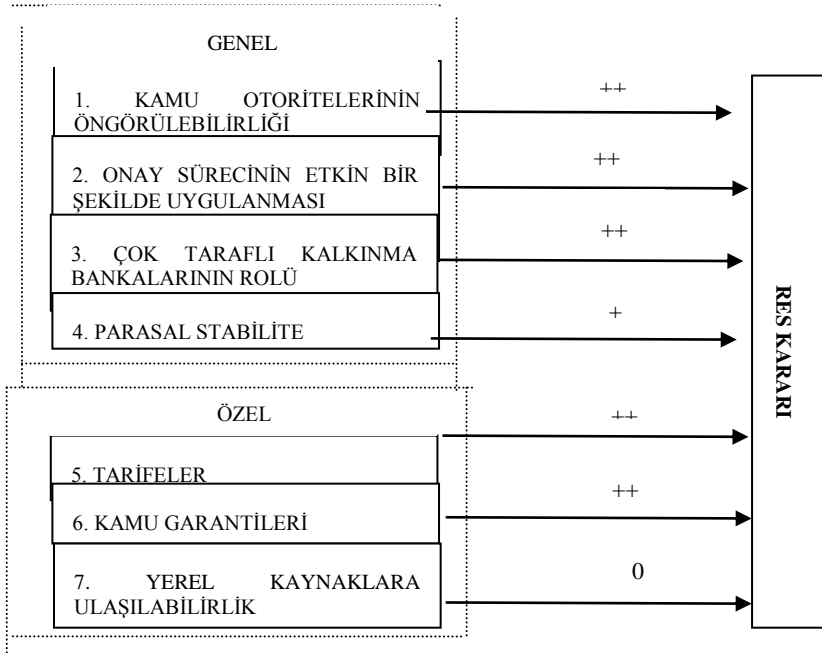 GENEL
1. KAMU OTORİTELERİNİN
ÖNGÖRÜLEBİLİRLİĞİ
++
2. ONAY SÜRECİNİN ETKİN BİR
ŞEKİLDE UYGULANMASI
++
3. ÇOK TARAFLI KALKINMA
BANKALARININ ROLÜ
++
4. PARASAL STABİLİTE
+
ÖZEL
5. TARİFELER
++
6. KAMU GARANTİLERİ
++
7. YEREL KAYNAKLARA
ULAŞILABİLİRLİK
0
RES KARARI